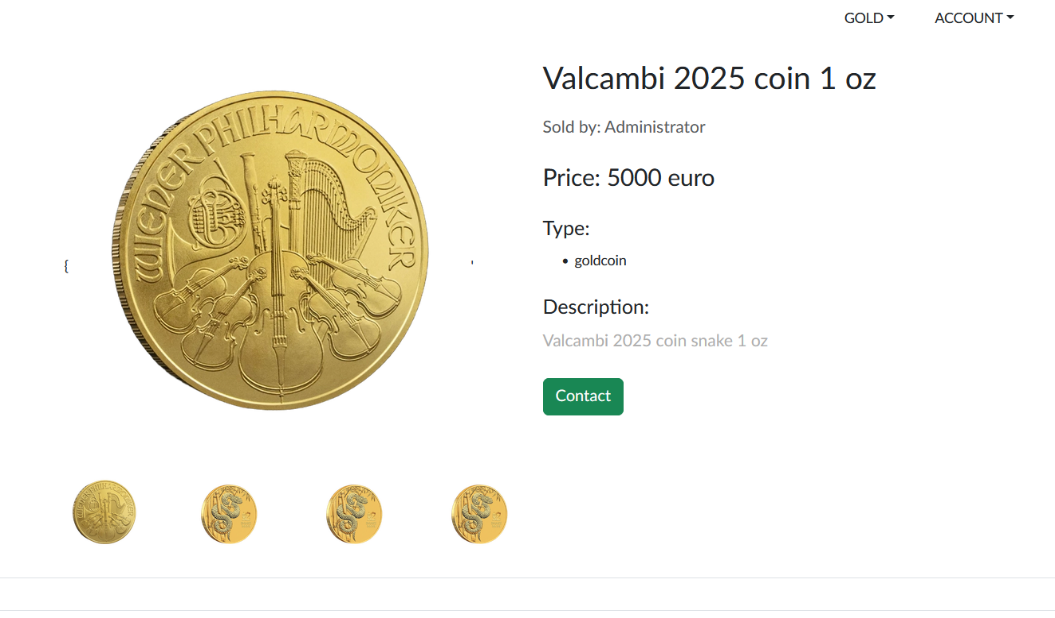 GOLD
ACCOUNT
Valcambi 2025 coin 1 oz
Sold by: Administrator
Price: 5000 euro
Type:
• goldcoin
Description:
Valcambi 2025 coin snake 1 oz
Contact
WIENER PHILHARMONIKER
{
'